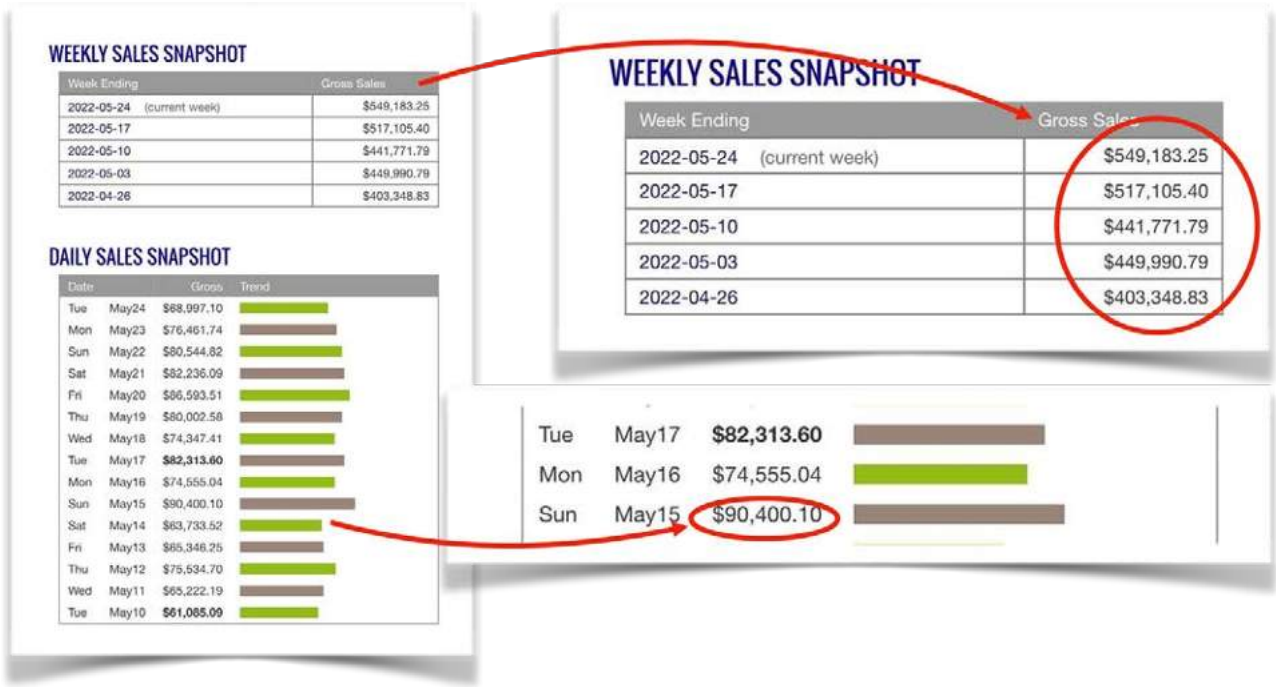 WEEKLY SALES SNAPSHOT
Week Ending Gross Sales
2022-05-24 (current week) $549,183.25
2022-05-17 $517,105.40
2022-05-10 $441,771.79
2022-05-03 $449,990.79
2022-04-26 $403,348.83
DAILY SALES SNAPSHOT
Date Gross Trend
Tue May24 $68,997.10
Mon May23 $76,461.74
Sun May22 $80,544.82
Sat May21 $82,236.09
Fri May20 $86,593.51
Thu May19 $80,002.58
Wed May18 $74,347.41
Tue May17 $82,313.60
Mon May16 $74,555.04
Sun May15 $90,400.10
Sat May14 $63,733.52
Fri May13 $65,346.25
Thu May12 $75,534.70
Wed May11 $65,222.19
Tue May10 $61,085.09
WEEKLY SALES SNAPSHOT
Week Ending Gross Sales
2022-05-24 (current week) $549,183.25
2022-05-17 $517,105.40
2022-05-10 $441,771.79
2022-05-03 $449,990.79
2022-04-26 $403,348.83
Tue May17 $82,313.60
Mon May16 $74,555.04
Sun May15 $90,400.10